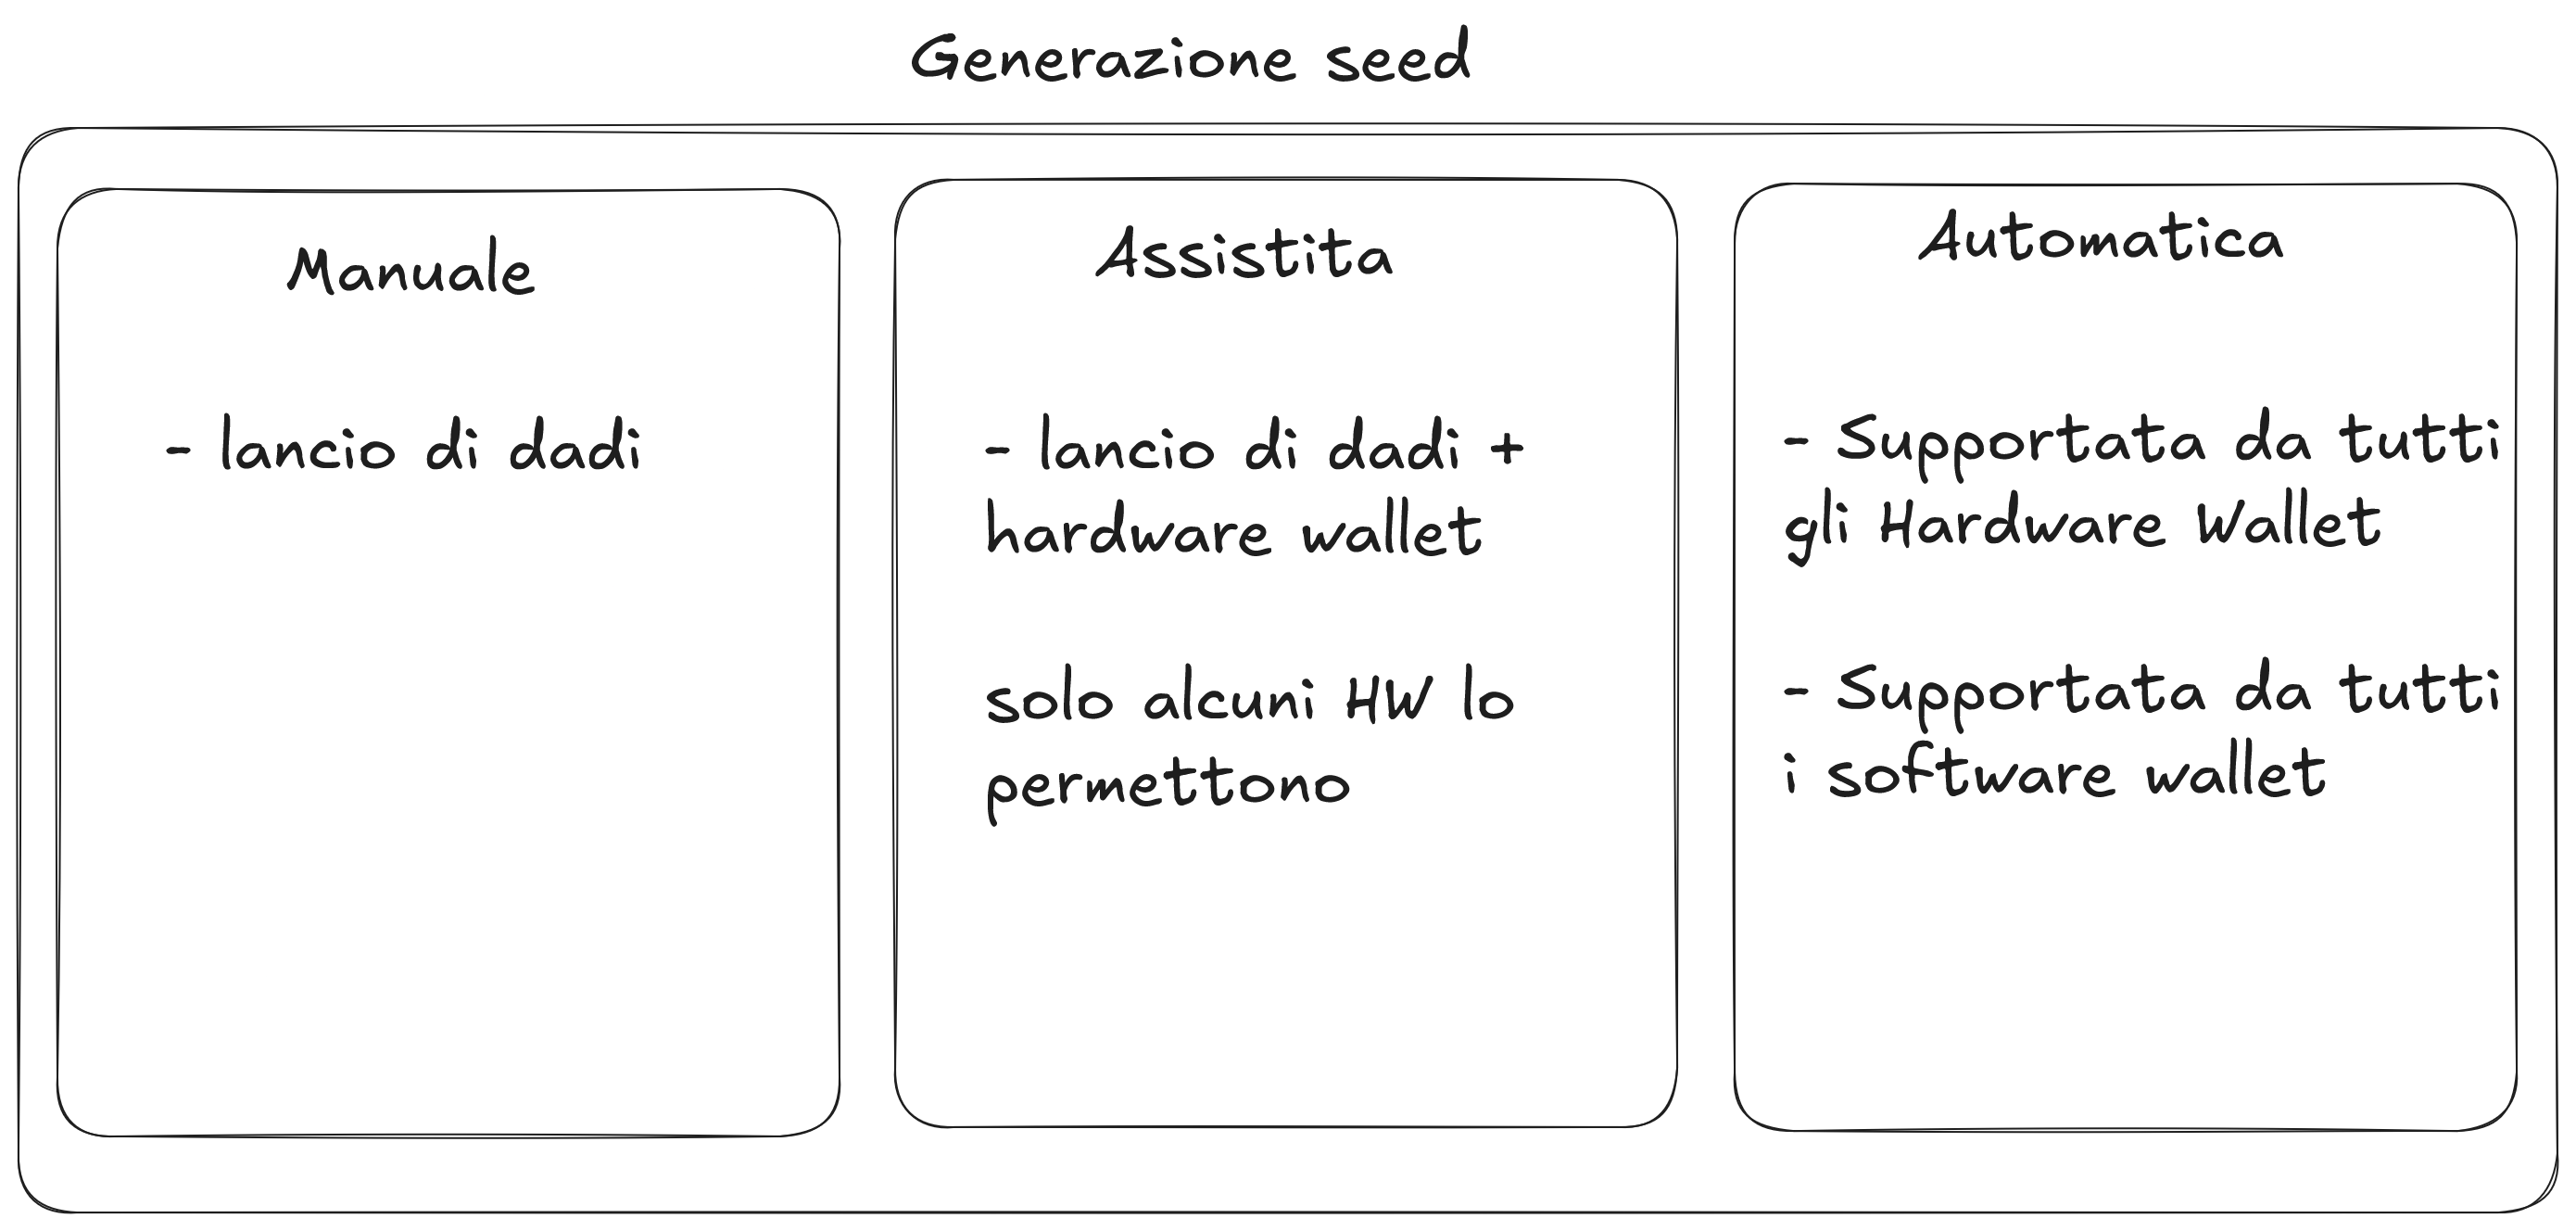 Generazione seed
Manuale
- lancio di dadi
Assistita
- lancio di dadi +
hardware wallet
solo alcuni HW lo
permettono
Automatica
- Supportata da tutti
gli Hardware Wallet
- Supportata da tutti
i software wallet